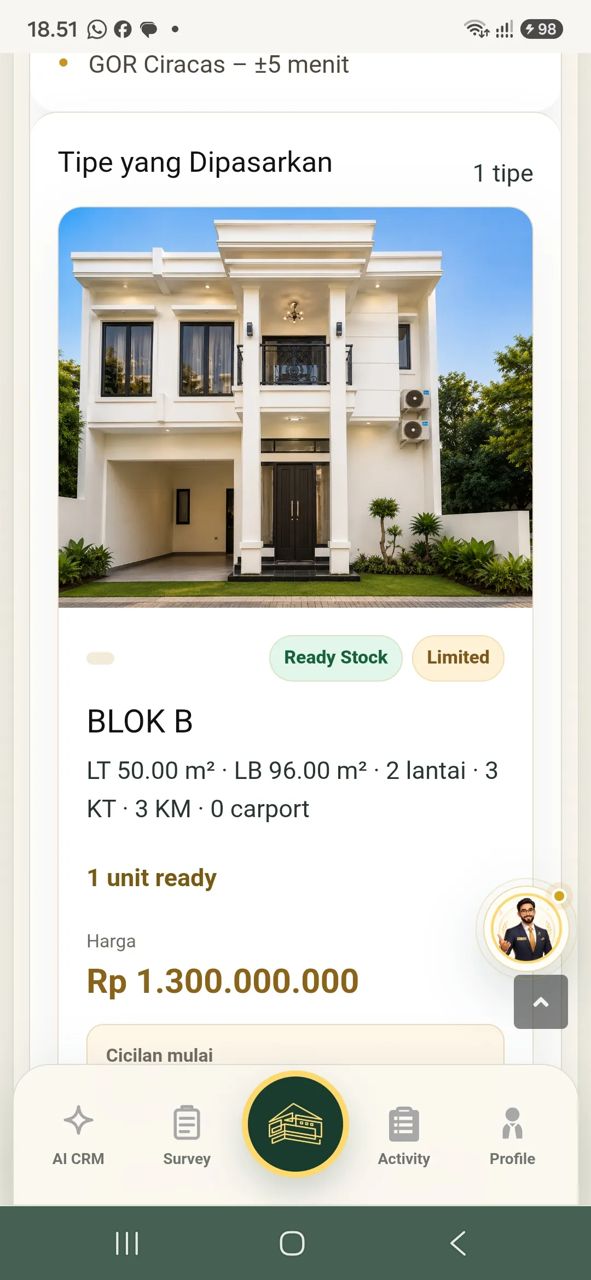 18.51
98
GOR Ciracas – ±5 menit
Tipe yang Dipasarkan
1 tipe
Ready Stock
Limited
BLOK B
LT 50.00 m² · LB 96.00 m² · 2 lantai · 3
KT · 3 KM · 0 carport
1 unit ready
Harga
Rp 1.300.000.000
Cicilan mulai
AI CRM
Survey
Activity
Profile